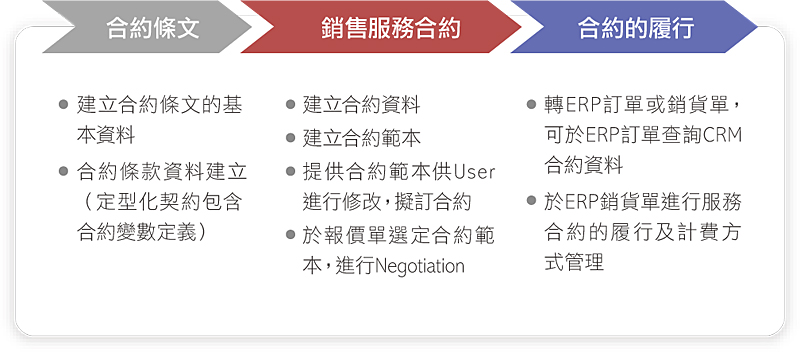 合約條文
銷售服務合約
合約的履行
建立合約條文的基
本資料
合約條款資料建立
（定型化契約包含
合約變數定義）
建立合約資料
建立合約範本
提供合約範本供User
進行修改，擬訂合約
於報價單選定合約範
本，進行Negotiation
轉ERP訂單或銷貨單，
可於ERP訂單查詢CRM
合約資料
於ERP銷貨單進行服務
合約的履行及計費方
式管理